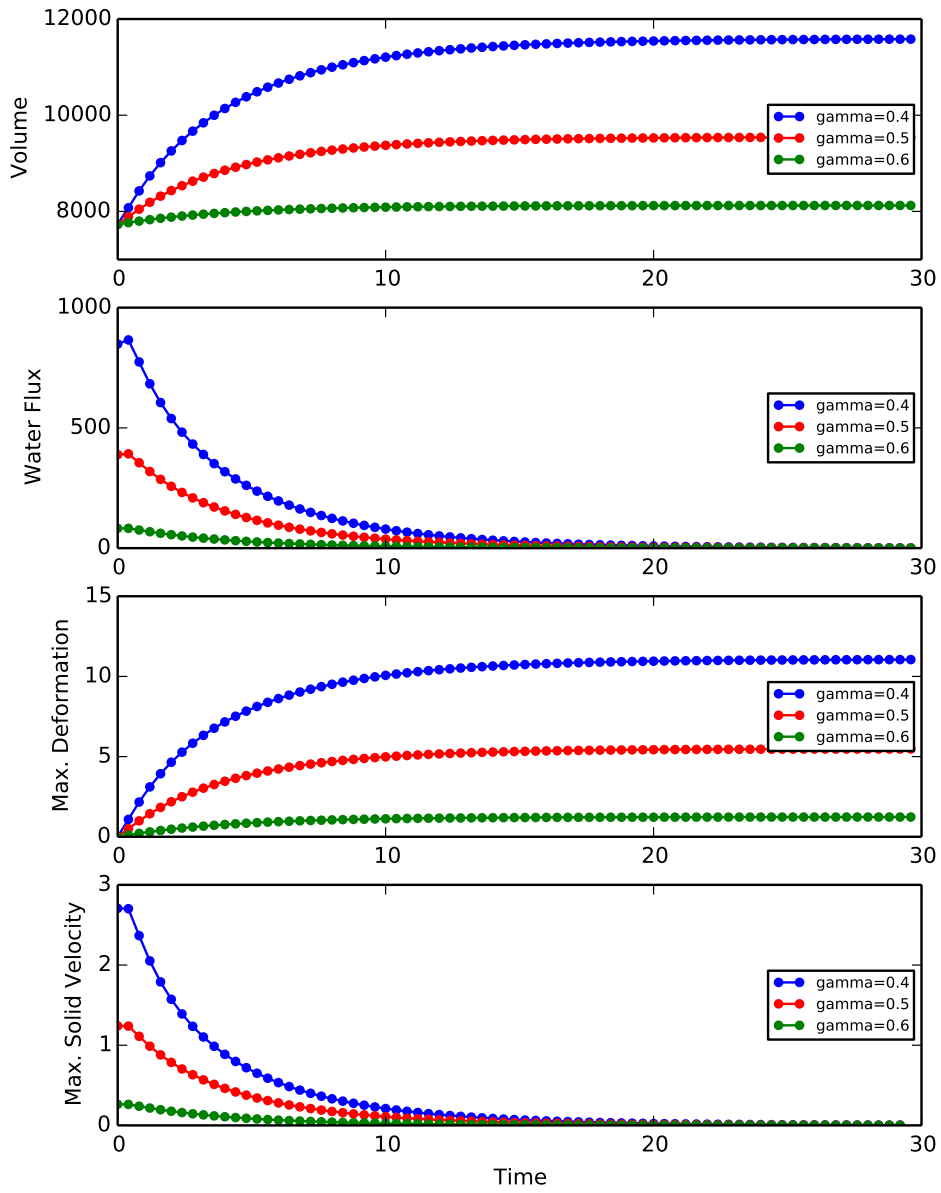 12000
10000
8000
Volume
gamma=0.4
gamma=0.5
gamma=0.6
0 10 20 30
1000
500
0
Water Flux
gamma=0.4
gamma=0.5
gamma=0.6
0 10 20 30
15
10
5
0
Max. Deformation
gamma=0.4
gamma=0.5
gamma=0.6
0 10 20 30
3
2
1
0
Max. Solid Velocity
gamma=0.4
gamma=0.5
gamma=0.6
0 10 20 30
Time